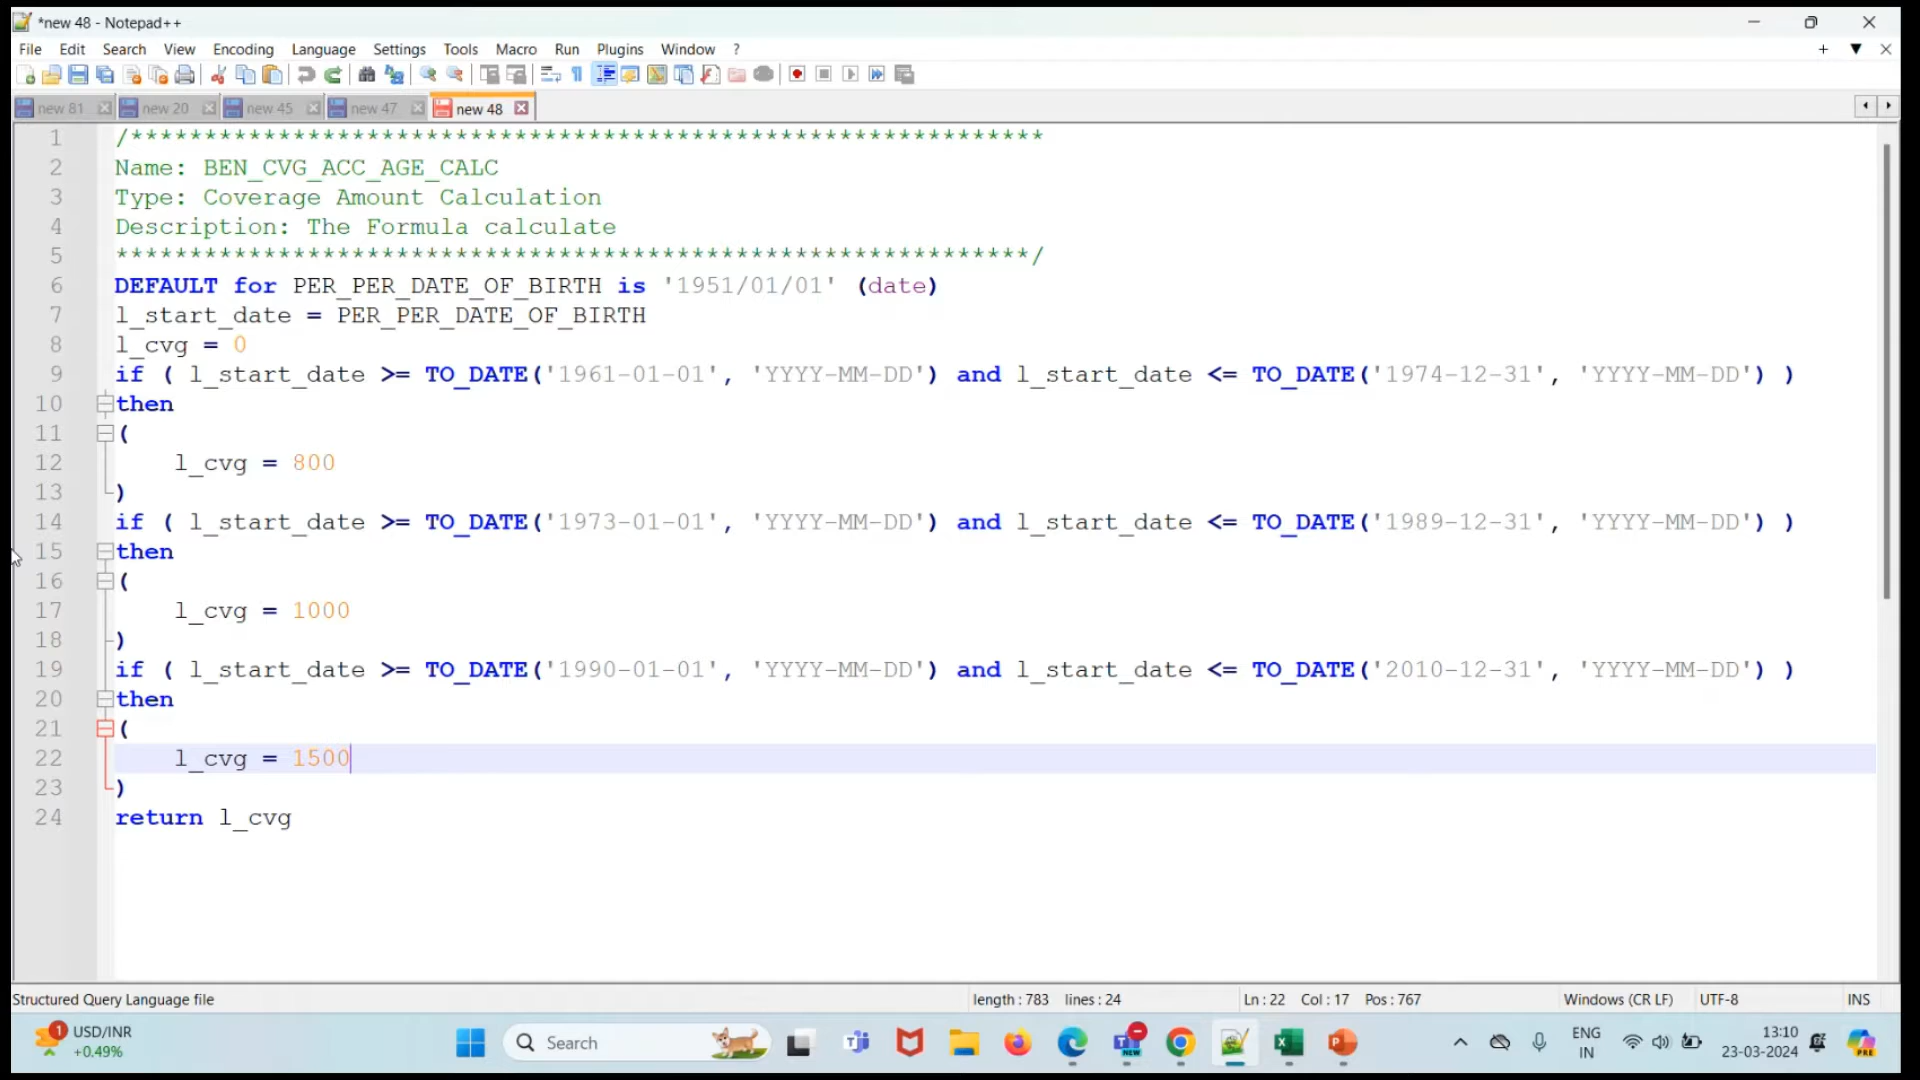 *new 48 - Notepad++
File Edit Search View Encoding Language Settings Tools Macro Run Plugins Window ?
new 81 new 20 new 45 new 47 new 48
1 /**************************************************************
2 Name: BEN_CVG_ACC_AGE_CALC
3 Type: Coverage Amount Calculation
4 Description: The Formula calculate
5 **************************************************************/
6 DEFAULT for PER_PER_DATE_OF_BIRTH is '1951/01/01' (date)
7 l_start_date = PER_PER_DATE_OF_BIRTH
8 l_cvg = 0
9 if ( l_start_date >= TO_DATE('1961-01-01', 'YYYY-MM-DD') and l_start_date <= TO_DATE('1974-12-31', 'YYYY-MM-DD') )
10 then
11 (
12 l_cvg = 800
13 )
14 if ( l_start_date >= TO_DATE('1973-01-01', 'YYYY-MM-DD') and l_start_date <= TO_DATE('1989-12-31', 'YYYY-MM-DD') )
15 then
16 (
17 l_cvg = 1000
18 )
19 if ( l_start_date >= TO_DATE('1990-01-01', 'YYYY-MM-DD') and l_start_date <= TO_DATE('2010-12-31', 'YYYY-MM-DD') )
20 then
21 (
22 l_cvg = 1500
23 )
24 return l_cvg
Structured Query Language file length : 783 lines : 24 Ln : 22 Col : 17 Pos : 767 Windows (CR LF) UTF-8 INS
1 USD/INR
+0.49%
Search
NEW
ENG
IN
13:10
23-03-2024
PRE